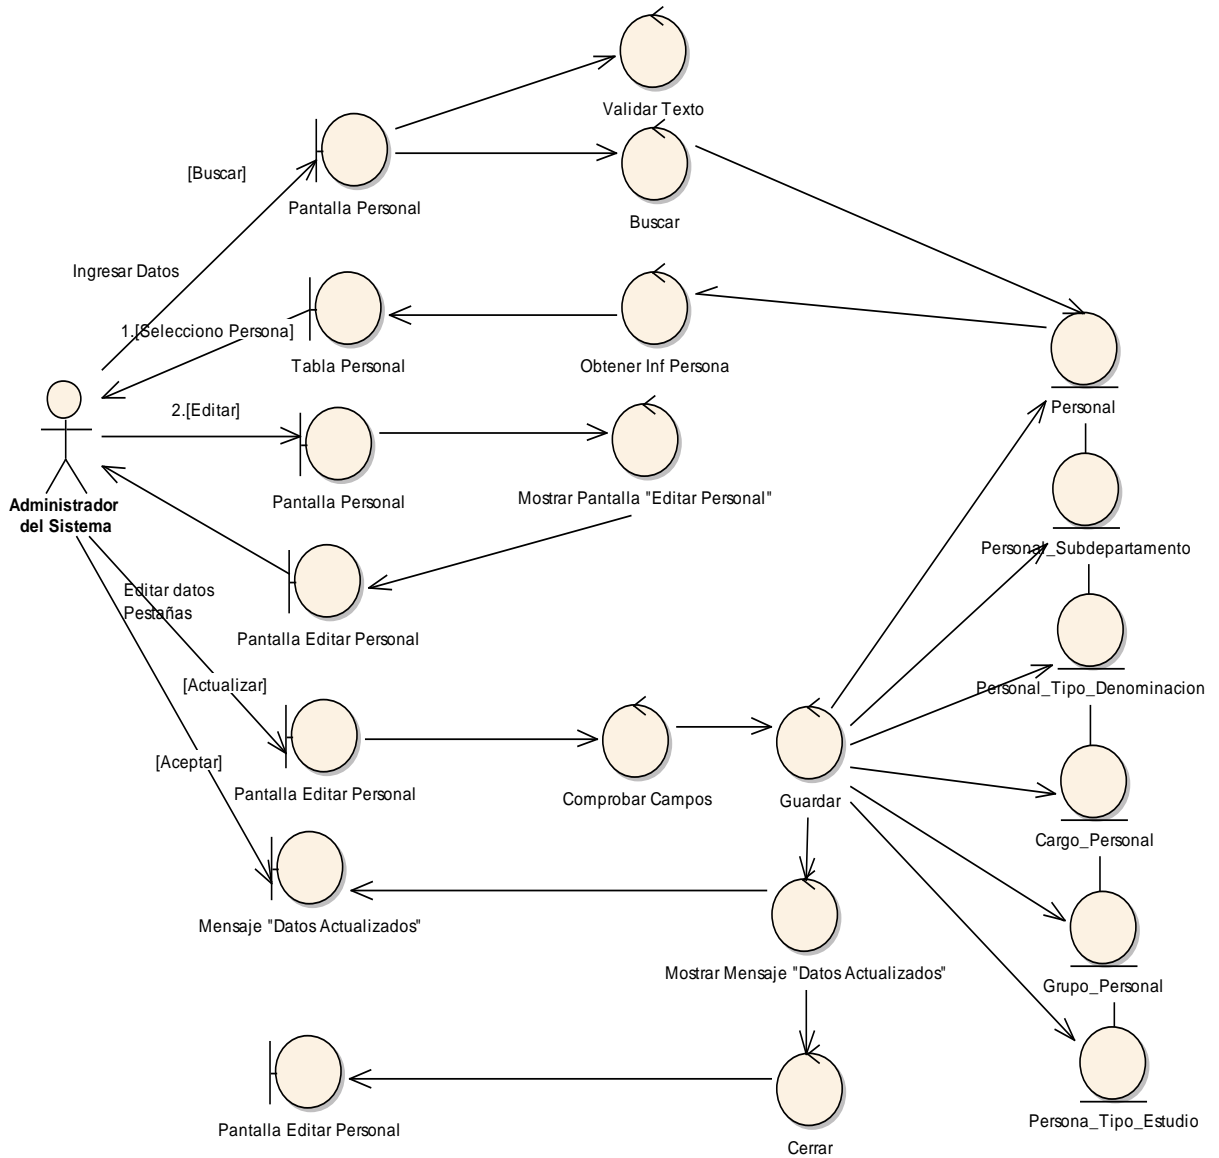 Validar Texto
[Buscar]
Pantalla Personal
Buscar
Ingresar Datos
1.[Selecciono Persona]
Tabla Personal
Obtener Inf Persona
Personal
2.[Editar]
Pantalla Personal
Mostrar Pantalla "Editar Personal"
Administrador
del Sistema
Personal_Subdepartamento
Editar datos
Pestañas
Pantalla Editar Personal
[Actualizar]
Personal_Tipo_Denominacion
[Aceptar]
Pantalla Editar Personal
Comprobar Campos
Guardar
Cargo_Personal
Mensaje "Datos Actualizados"
Mostrar Mensaje "Datos Actualizados"
Grupo_Personal
Pantalla Editar Personal
Cerrar
Persona_Tipo_Estudio